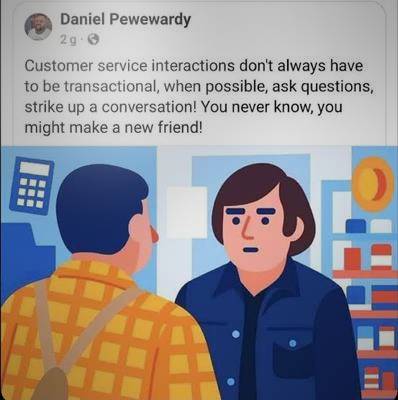 Daniel Pewewardy
2 g ·
Customer service interactions don't always have
to be transactional, when possible, ask questions,
strike up a conversation! You never know, you
might make a new friend!